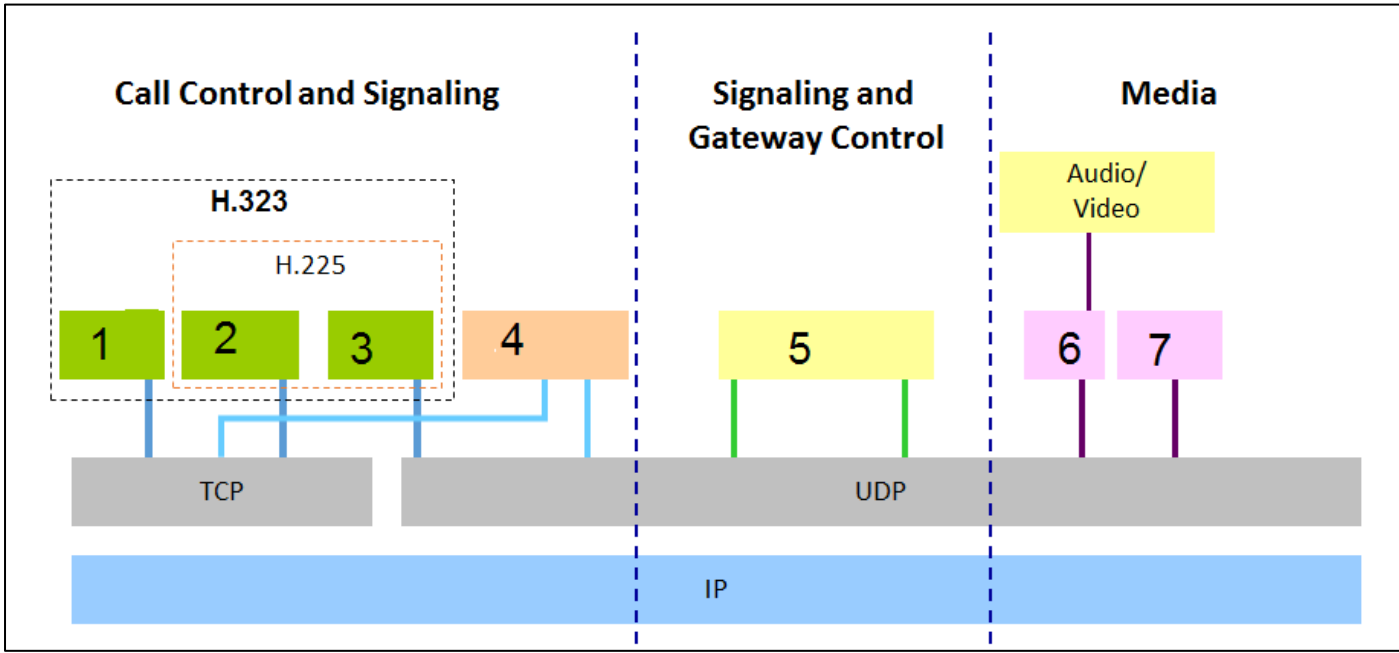 Call Control and Signaling
Signaling and
Gateway Control
Media
Audio/
Video
H.323
H.225
1
2
3
4
5
6
7
TCP
UDP
IP